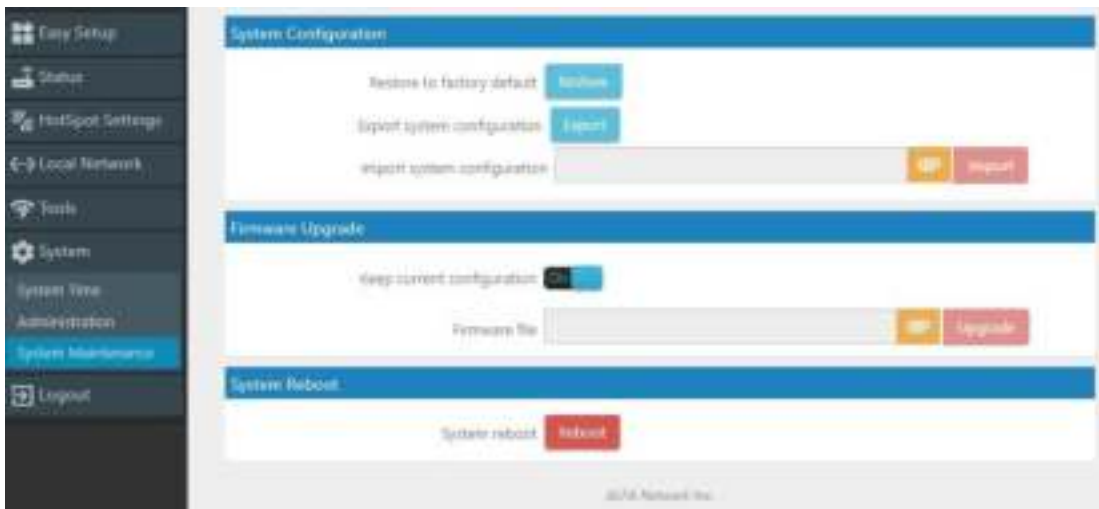 Easy Setup
Status
HotSpot Settings
Local Network
Tools
System
System Time
Administration
System Maintenance
Logout
System Configuration
Restore to factory default Restore
Export system configuration Export
Import system configuration Import
Firmware Upgrade
Keep current configuration On
Firmware file Upgrade
System Reboot
System reboot Reboot
Network Inc.